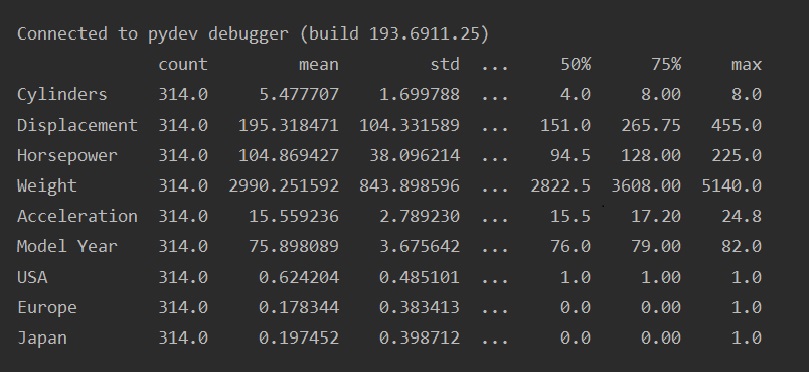 Connected to pydev debugger (build 193.6911.25)
count mean std ... 50% 75% max
Cylinders 314.0 5.477707 1.699788 ... 4.0 8.00 8.0
Displacement 314.0 195.318471 104.331589 ... 151.0 265.75 455.0
Horsepower 314.0 104.869427 38.096214 ... 94.5 128.00 225.0
Weight 314.0 2990.251592 843.898596 ... 2822.5 3608.00 5140.0
Acceleration 314.0 15.559236 2.789230 ... 15.5 17.20 24.8
Model Year 314.0 75.898089 3.675642 ... 76.0 79.00 82.0
USA 314.0 0.624204 0.485101 ... 1.0 1.00 1.0
Europe 314.0 0.178344 0.383413 ... 0.0 0.00 1.0
Japan 314.0 0.197452 0.398712 ... 0.0 0.00 1.0